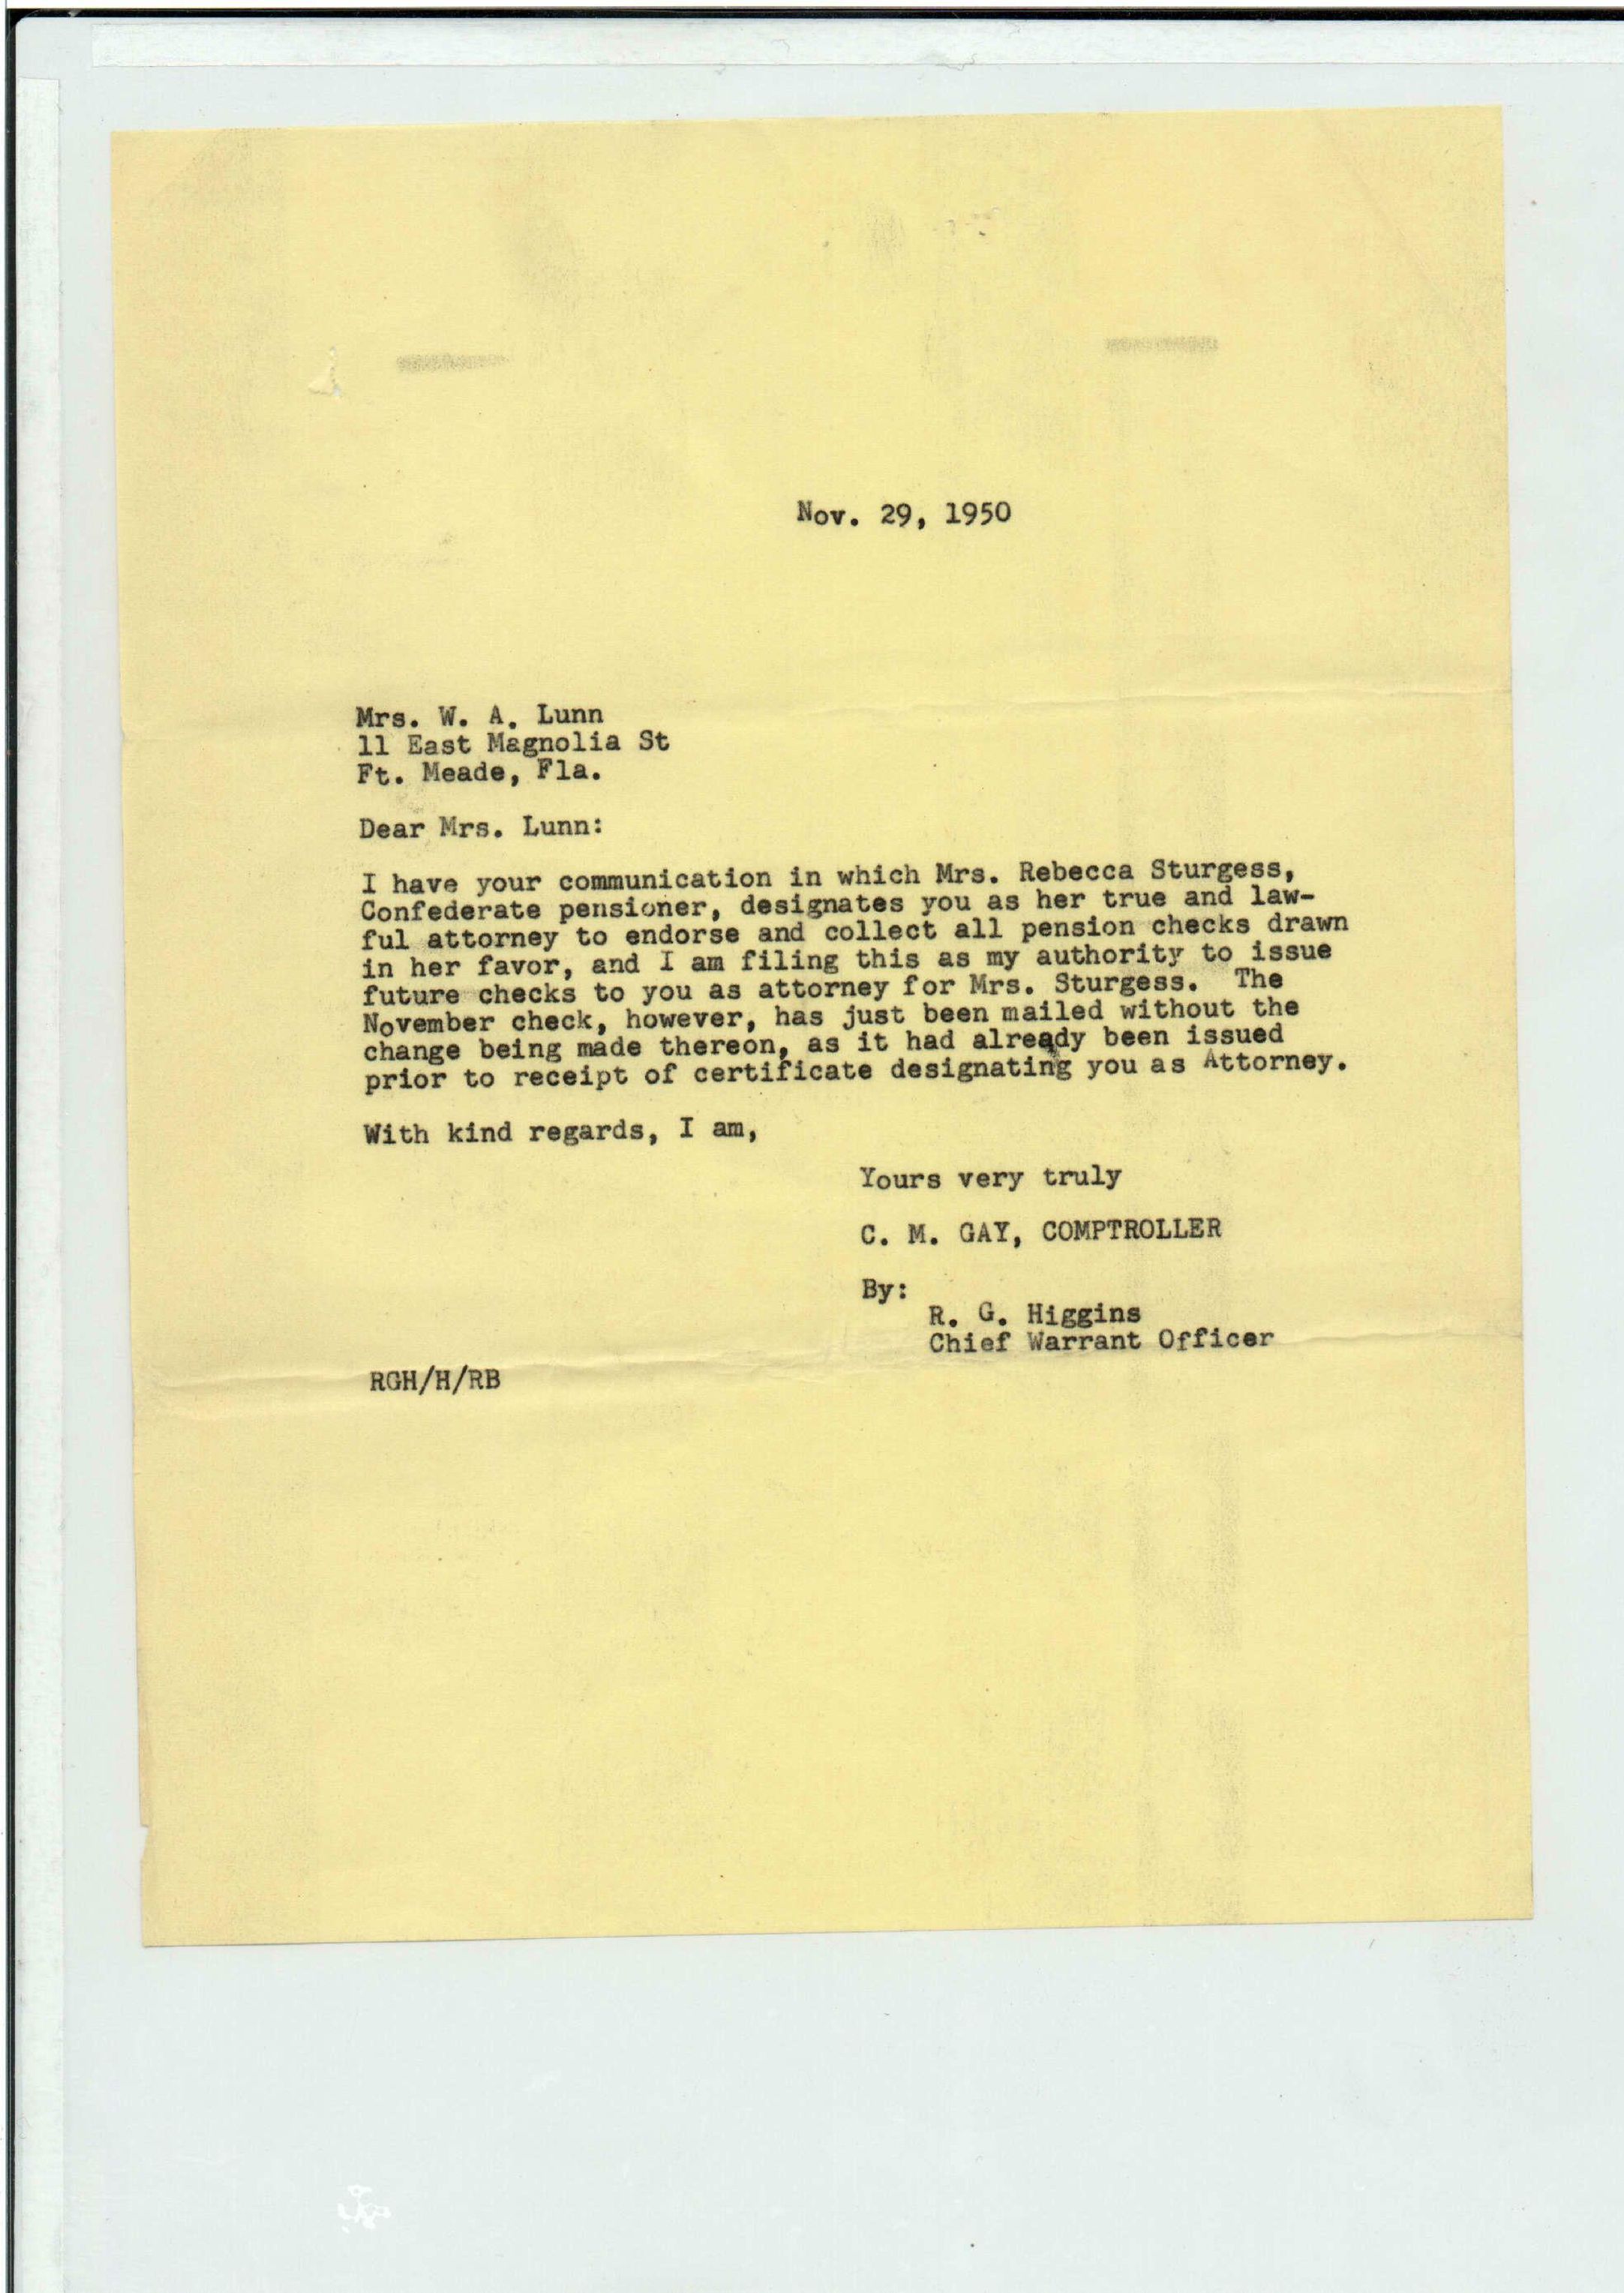 Nov. 29, 1950
Mrs. W. A. Lunn
11 East Magnolia St
Ft. Meade, Fla.
Dear Mrs. Lunn:
I have your communication in which Mrs. Rebecca Sturgess,
Confederate pensioner, designates you as her true and law-
ful attorney to endorse and collect all pension checks drawn
in her favor, and I am filing this as my authority to issue
future checks to you as attorney for Mrs. Sturgess. The
November check, however, has just been mailed without the
change being made thereon, as it had already been issued
prior to receipt of certificate designating you as Attorney.
With kind regards, I am,
Yours very truly
C. M. GAY, COMPTROLLER
By:
R. G. Higgins
Chief Warrant Officer
RGH/H/RB